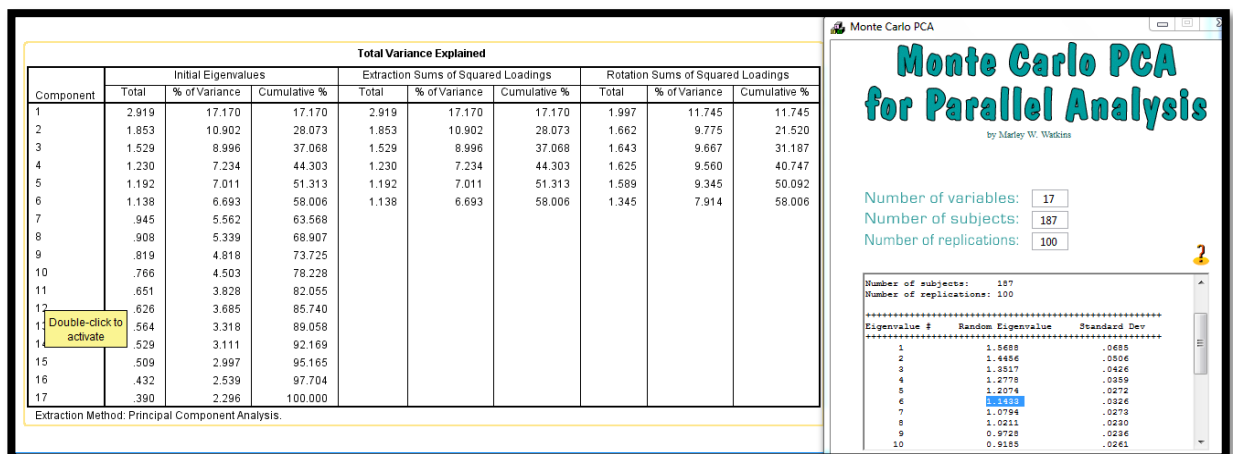 Total Variance Explained
Initial Eigenvalues Extraction Sums of Squared Loadings Rotation Sums of Squared Loadings
Component Total % of Variance Cumulative % Total % of Variance Cumulative % Total % of Variance Cumulative %
1 2.919 17.170 17.170 2.919 17.170 17.170 1.997 11.745 11.745
2 1.853 10.902 28.073 1.853 10.902 28.073 1.662 9.775 21.520
3 1.529 8.996 37.068 1.529 8.996 37.068 1.643 9.667 31.187
4 1.230 7.234 44.303 1.230 7.234 44.303 1.625 9.560 40.747
5 1.192 7.011 51.313 1.192 7.011 51.313 1.589 9.345 50.092
6 1.138 6.693 58.006 1.138 6.693 58.006 1.345 7.914 58.006
7 .945 5.562 63.568
8 .908 5.339 68.907
9 .819 4.818 73.725
10 .766 4.503 78.228
11 .651 3.828 82.055
12 .626 3.685 85.740
.564 3.318 89.058
.529 3.111 92.169
15 .509 2.997 95.165
16 .432 2.539 97.704
17 .390 2.296 100.000
Double-click to
activate
Extraction Method: Principal Component Analysis.
Monte Carlo PCA
Monte Carlo PCA
for Parallel Analysis
by Marley W. Watkins
Number of variables: 17
Number of subjects: 187
Number of replications: 100
?
Number of subjects: 187
Number of replications: 100
++++++++++++++++++++++++++++++++++++++++++++++++++++
Eigenvalue # Random Eigenvalue Standard Dev
++++++++++++++++++++++++++++++++++++++++++++++++++++
1 1.5688 .0685
2 1.4456 .0506
3 1.3517 .0426
4 1.2778 .0359
5 1.2074 .0272
6 1.1433 .0326
7 1.0794 .0273
8 1.0211 .0230
9 0.9728 .0236
10 0.9185 .0261